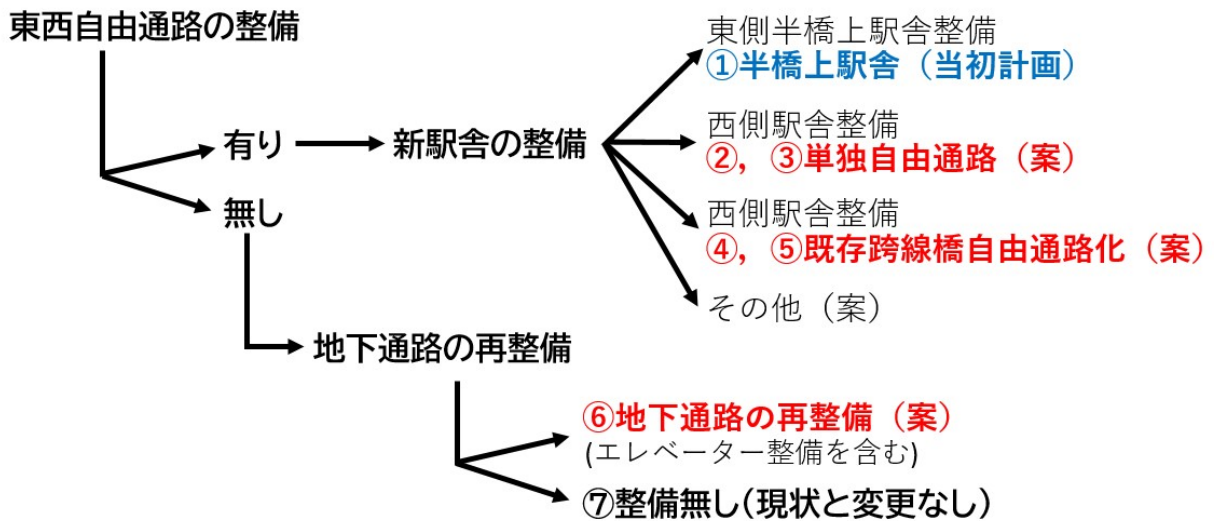 東西自由通路の整備
有り
新駅舎の整備
東側半橋上駅舎整備
①半橋上駅舎（当初計画）
西側駅舎整備
②，③単独自由通路（案）
西側駅舎整備
④，⑤既存跨線橋自由通路化（案）
その他（案）
無し
地下通路の再整備
⑥地下通路の再整備（案）
(エレベーター整備を含む)
⑦整備無し(現状と変更なし)